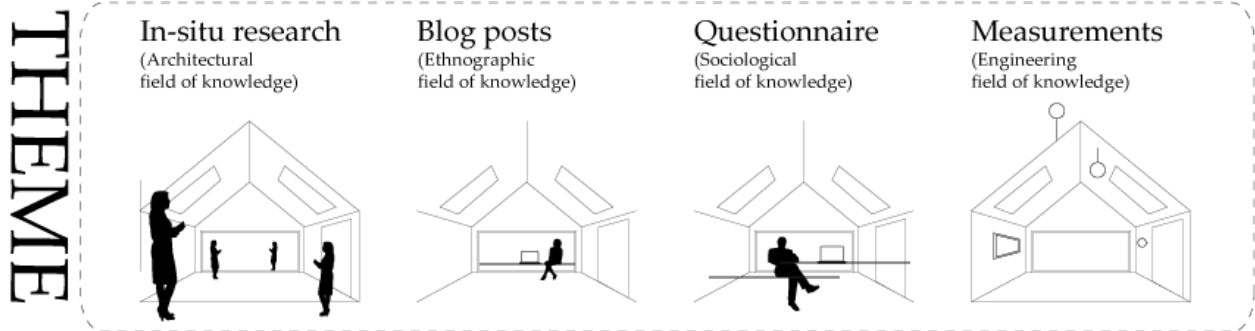 THEME
In-situ research
(Architectural
field of knowledge)
Blog posts
(Ethnographic
field of knowledge)
Questionnaire
(Sociological
field of knowledge)
Measurements
(Engineering
field of knowledge)